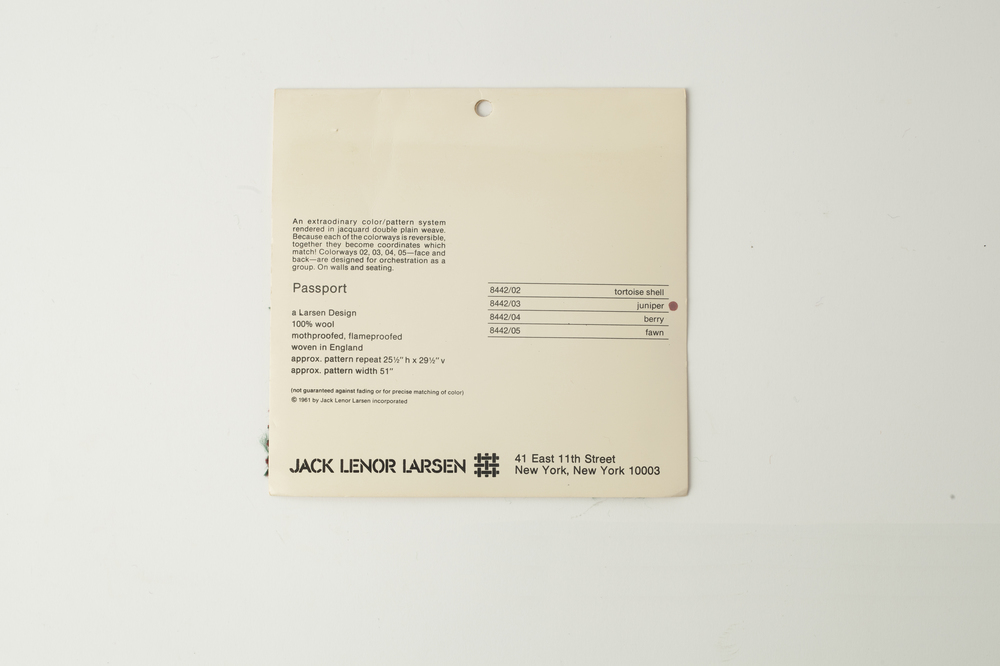 An extraodinary color/pattern system
rendered in jacquard double plain weave.
Because each of the colorways is reversible,
together they become coordinates which
match! Colorways 02, 03, 04, 05—face and
back—are designed for orchestration as a
group. On walls and seating.
Passport
a Larsen Design
100% wool
mothproofed, flameproofed
woven in England
approx. pattern repeat 25½" h x 29½" v
approx. pattern width 51"
(not guaranteed against fading or for precise matching of color)
© 1961 by Jack Lenor Larsen incorporated
8442/02 tortoise shell
8442/03 juniper
8442/04 berry
8442/05 fawn
JACK LENOR LARSEN
41 East 11th Street
New York, New York 10003